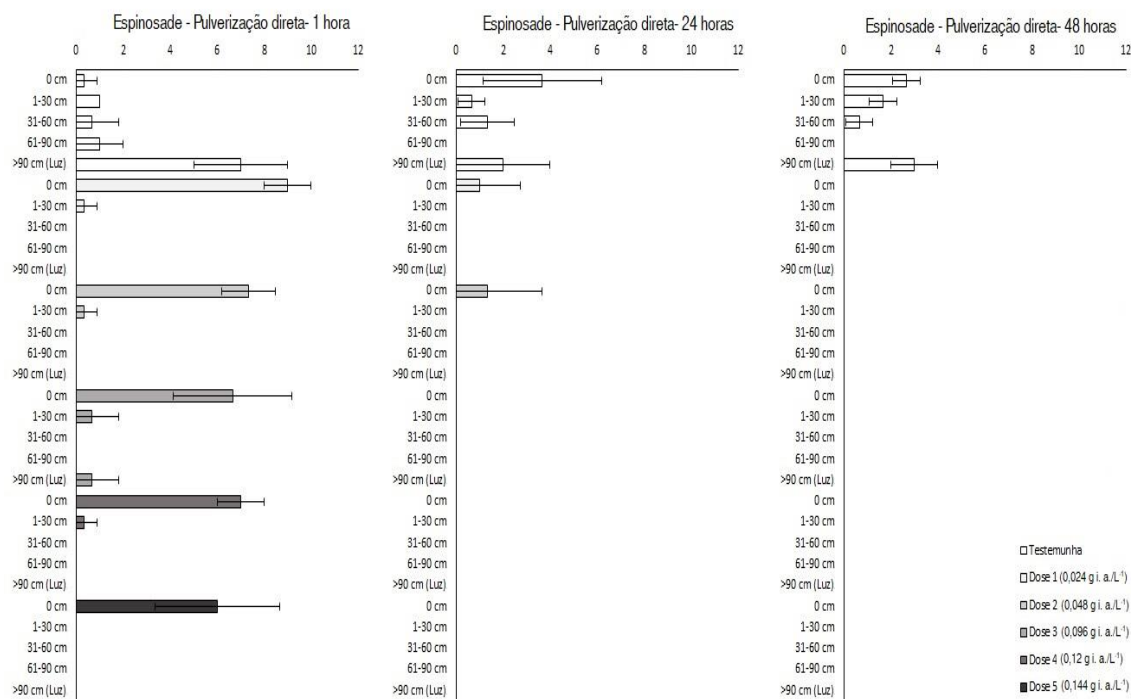 Espinosade - Pulverização direta- 1 hora
0 2 4 6 8 10 12
0 cm
1-30 cm
31-60 cm
61-90 cm
>90 cm (Luz)
0 cm
1-30 cm
31-60 cm
61-90 cm
>90 cm (Luz)
0 cm
1-30 cm
31-60 cm
61-90 cm
>90 cm (Luz)
0 cm
1-30 cm
31-60 cm
61-90 cm
>90 cm (Luz)
0 cm
1-30 cm
31-60 cm
61-90 cm
>90 cm (Luz)
0 cm
1-30 cm
31-60 cm
61-90 cm
>90 cm (Luz)
Espinosade - Pulverização direta- 24 horas
0 2 4 6 8 10 12
0 cm
1-30 cm
31-60 cm
61-90 cm
>90 cm (Luz)
0 cm
1-30 cm
31-60 cm
61-90 cm
>90 cm (Luz)
0 cm
1-30 cm
31-60 cm
61-90 cm
>90 cm (Luz)
0 cm
1-30 cm
31-60 cm
61-90 cm
>90 cm (Luz)
0 cm
1-30 cm
31-60 cm
61-90 cm
>90 cm (Luz)
0 cm
1-30 cm
31-60 cm
61-90 cm
>90 cm (Luz)
Espinosade - Pulverização direta- 48 horas
0 2 4 6 8 10 12
0 cm
1-30 cm
31-60 cm
61-90 cm
>90 cm (Luz)
0 cm
1-30 cm
31-60 cm
61-90 cm
>90 cm (Luz)
0 cm
1-30 cm
31-60 cm
61-90 cm
>90 cm (Luz)
0 cm
1-30 cm
31-60 cm
61-90 cm
>90 cm (Luz)
0 cm
1-30 cm
31-60 cm
61-90 cm
>90 cm (Luz)
0 cm
1-30 cm
31-60 cm
61-90 cm
>90 cm (Luz)
Testemunha
Dose 1 (0,024 g i. a./L⁻¹)
Dose 2 (0,048 g i. a./L⁻¹)
Dose 3 (0,096 g i. a./L⁻¹)
Dose 4 (0,12 g i. a./L⁻¹)
Dose 5 (0,144 g i. a./L⁻¹)